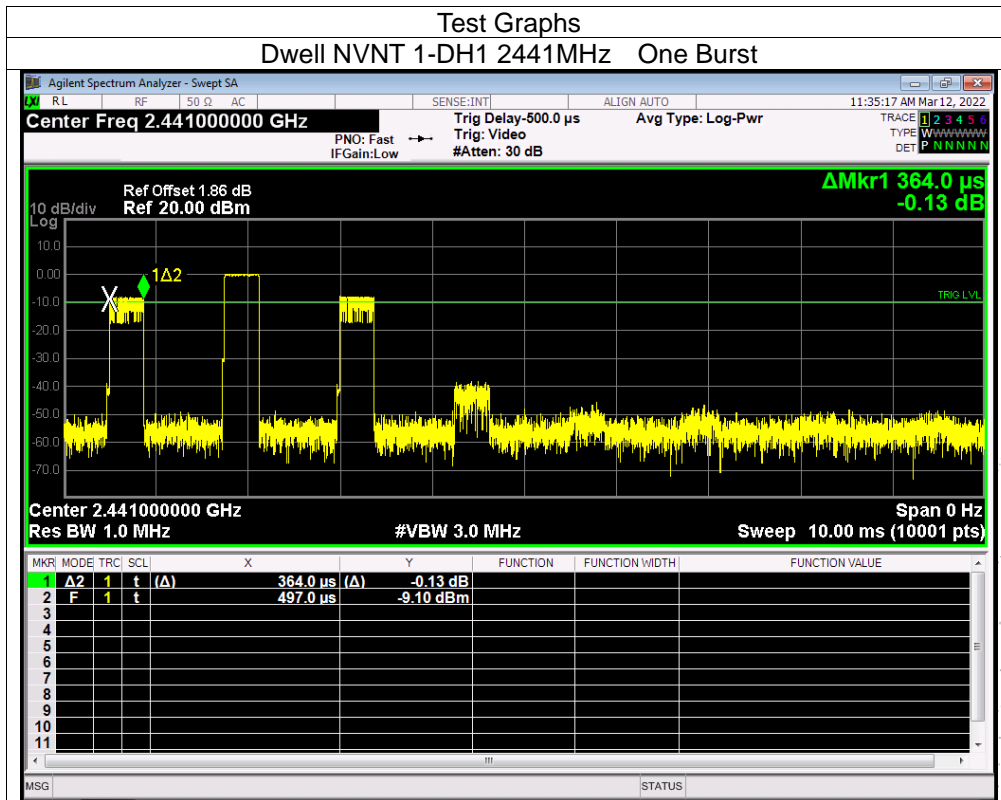 Test Graphs
Dwell NVNT 1-DH1 2441MHz One Burst
Agilent Spectrum Analyzer - Swept SA
LXI RL RF 50 Ω AC SENSE:INT ALIGN AUTO 11:35:17 AM Mar 12, 2022
Center Freq 2.441000000 GHz
PNO: Fast
IFGain:Low
Trig Delay-500.0 µs
Trig: Video
#Atten: 30 dB
Avg Type: Log-Pwr
TRACE 1 2 3 4 5 6
TYPE WWWWWW
DET P N N N N N
ΔMkr1 364.0 µs
-0.13 dB
Ref Offset 1.86 dB
10 dB/div Ref 20.00 dBm
Log
10.0
0.00
-10.0
-20.0
-30.0
-40.0
-50.0
-60.0
-70.0
X
1Δ2
TRIG LVL
Center 2.441000000 GHz Span 0 Hz
Res BW 1.0 MHz #VBW 3.0 MHz Sweep 10.00 ms (10001 pts)
MKR MODE TRC SCL X Y FUNCTION FUNCTION WIDTH FUNCTION VALUE
1 Δ2 1 t (Δ) 364.0 µs (Δ) -0.13 dB
2 F 1 t 497.0 µs -9.10 dBm
3
4
5
6
7
8
9
10
11
MSG STATUS